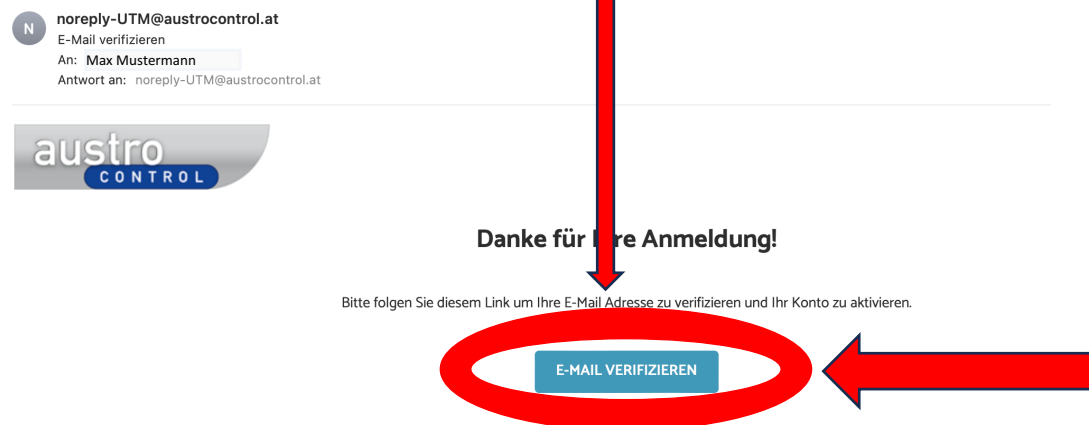 N
noreply-UTM@austrocontrol.at
E-Mail verifizieren
An: Max Mustermann
Antwort an: noreply-UTM@austrocontrol.at
austro
CONTROL
Danke für re Anmeldung!
Bitte folgen Sie diesem Link um Ihre E-Mail Adresse zu verifizieren und Ihr Konto zu aktivieren.
E-MAIL VERIFIZIEREN